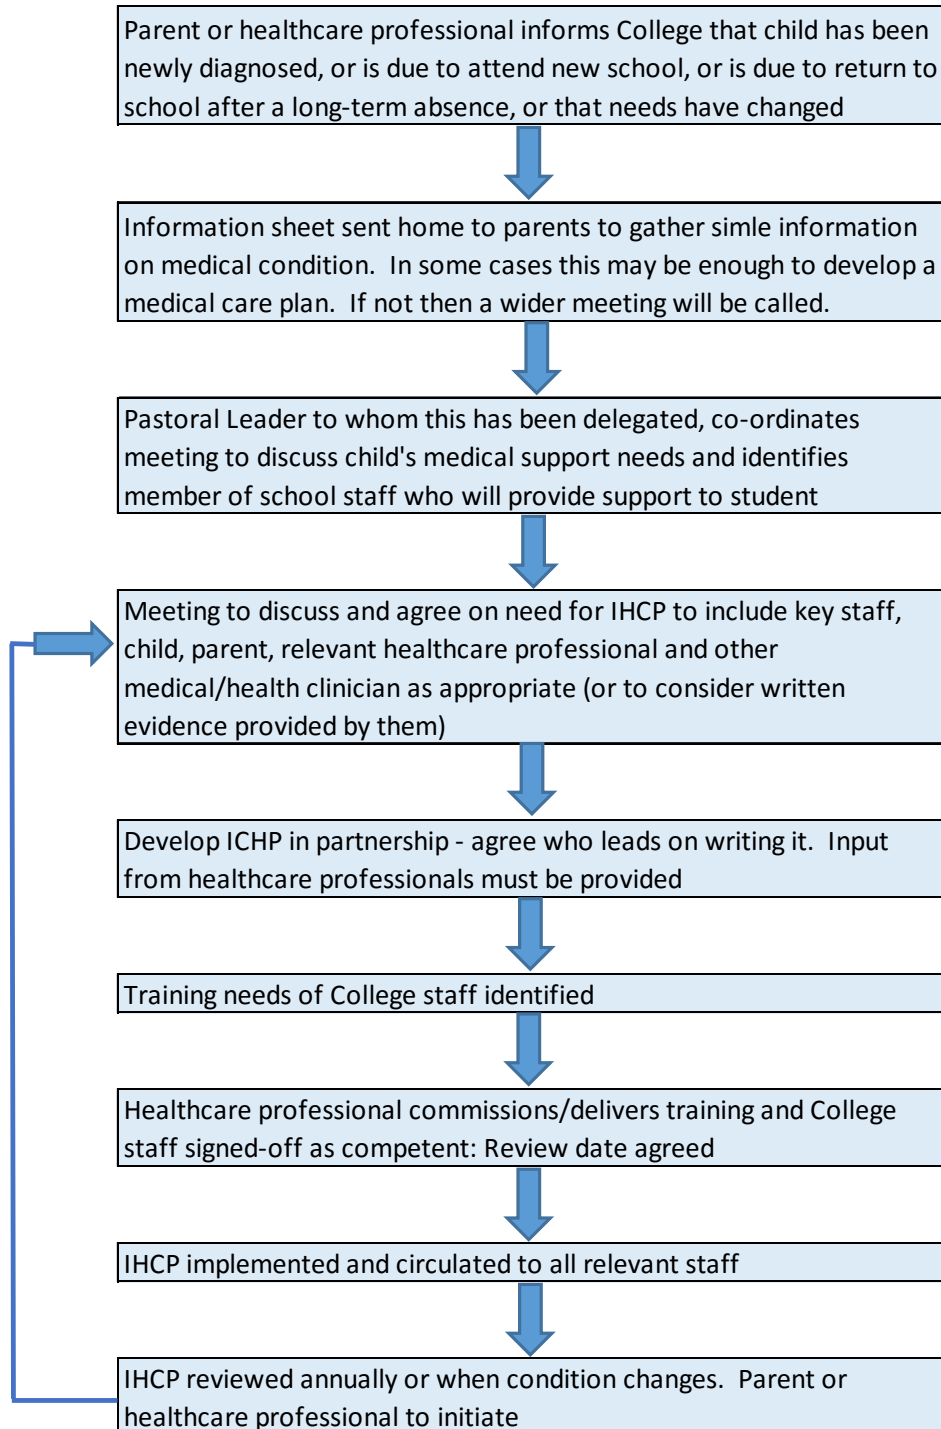 Parent or healthcare professional informs College that child has been
newly diagnosed, or is due to attend new school, or is due to return to
school after a long-term absence, or that needs have changed
Information sheet sent home to parents to gather simle information
on medical condition.  In some cases this may be enough to develop a
medical care plan.  If not then a wider meeting will be called.
Pastoral Leader to whom this has been delegated, co-ordinates
meeting to discuss child's medical support needs and identifies
member of school staff who will provide support to student
Meeting to discuss and agree on need for IHCP to include key staff,
child, parent, relevant healthcare professional and other
medical/health clinician as appropriate (or to consider written
evidence provided by them)
Develop ICHP in partnership - agree who leads on writing it.  Input
from healthcare professionals must be provided
Training needs of College staff identified
Healthcare professional commissions/delivers training and College
staff signed-off as competent: Review date agreed
IHCP implemented and circulated to all relevant staff
IHCP reviewed annually or when condition changes.  Parent or
healthcare professional to initiate